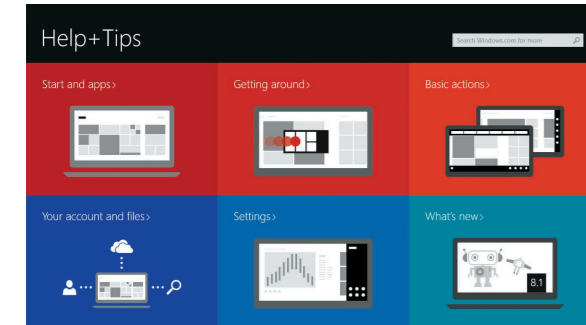 Help+Tips
Search Windows.com for more
Start and apps›
Getting around›
Basic actions›
Your account and files›
Settings›
What's new›
8.1